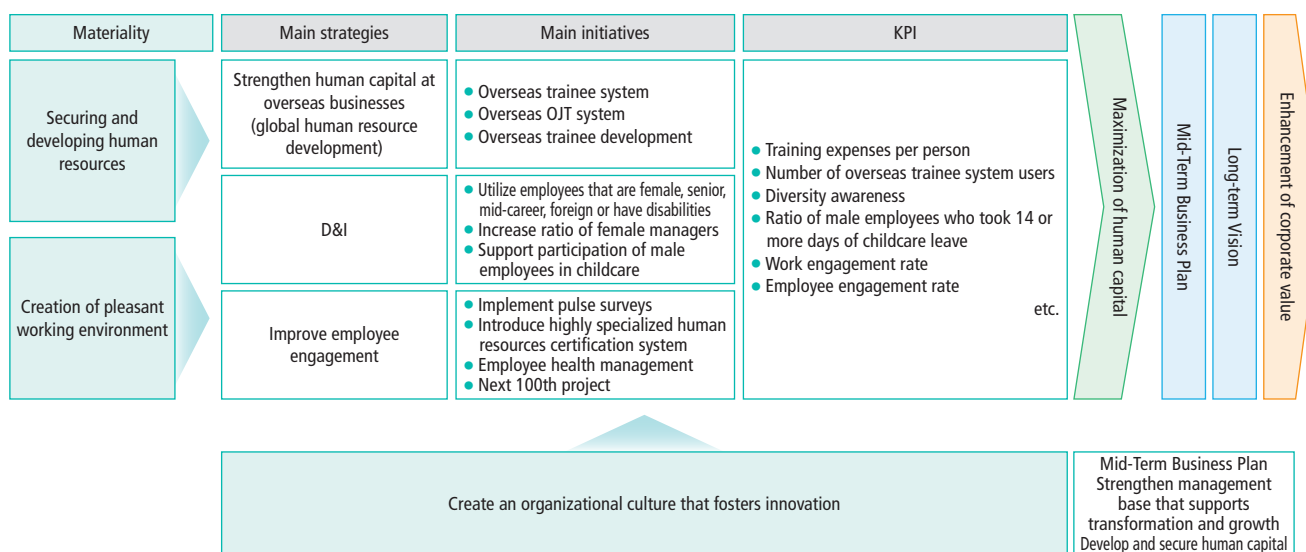 Materiality
Main strategies
Main initiatives
KPI
Securing and
developing human
resources
Creation of pleasant
working environment
Strengthen human capital at
overseas businesses
(global human resource
development)
● Overseas trainee system
● Overseas OJT system
● Overseas trainee development
D&I
● Utilize employees that are female, senior,
mid-career, foreign or have disabilities
● Increase ratio of female managers
● Support participation of male
employees in childcare
Improve employee
engagement
● Implement pulse surveys
● Introduce highly specialized human
resources certification system
● Employee health management
● Next 100th project
● Training expenses per person
● Number of overseas trainee system users
● Diversity awareness
● Ratio of male employees who took 14 or
more days of childcare leave
● Work engagement rate
● Employee engagement rate
etc.
Maximization of human capital
Mid-Term Business Plan
Long-term Vision
Enhancement of corporate value
Create an organizational culture that fosters innovation
Mid-Term Business Plan
Strengthen management
base that supports
transformation and growth
Develop and secure human capital